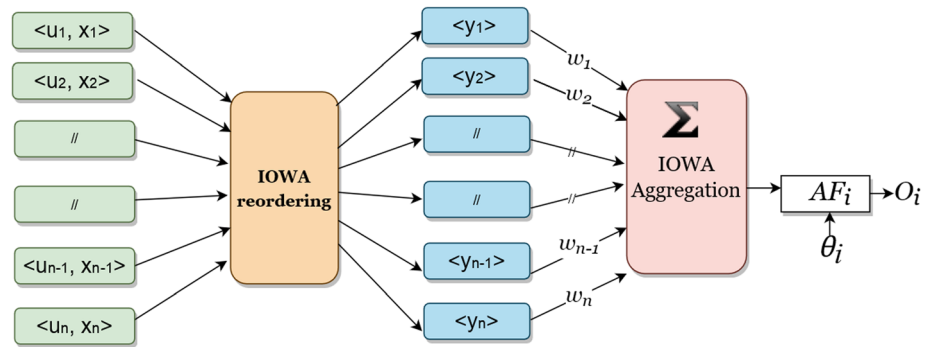 <u1, x1>
<u2, x2>
//
//
<un-1, xn-1>
<un, xn>
IOWA
reordering
<y1>
<y2>
//
//
<yn-1>
<yn>
w1
w2
//
//
wn-1
wn
Σ
IOWA
Aggregation
AFi
Oi
θi